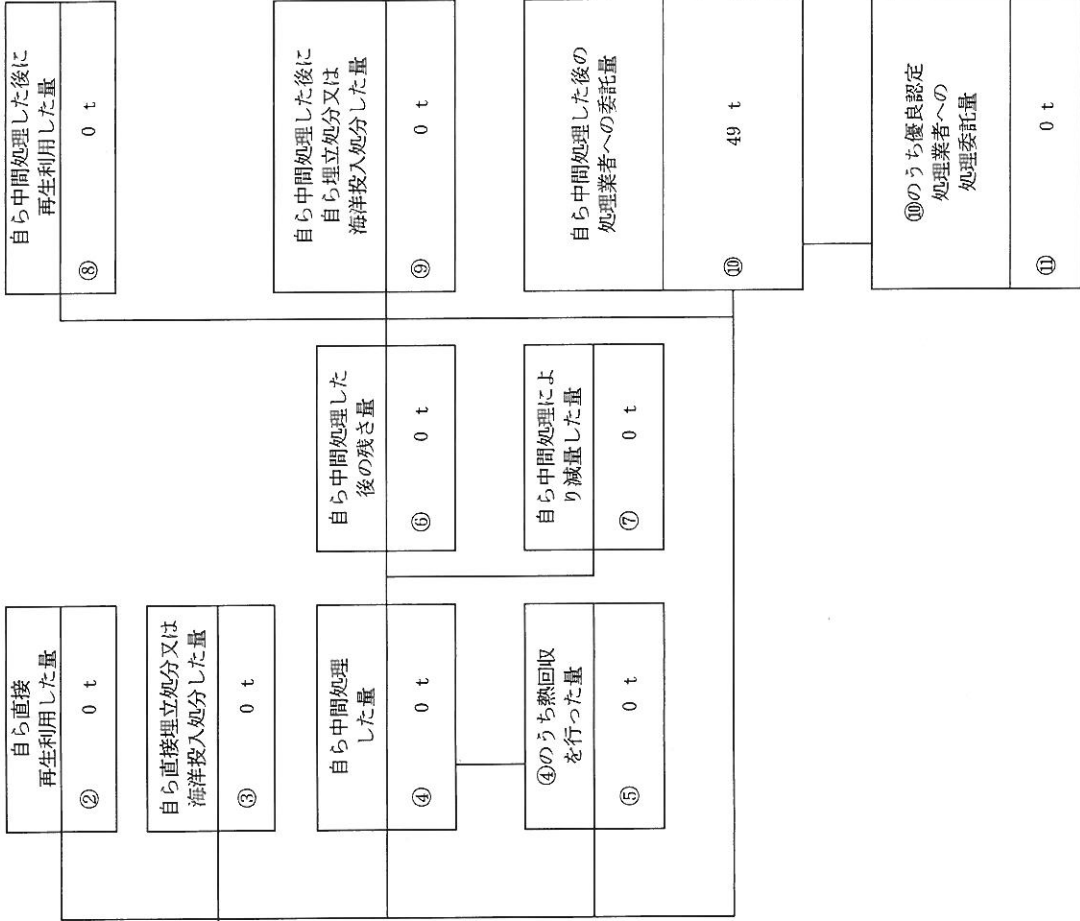 自ら直接
再生利用した量
② 0 t
自ら直接埋立処分又は
海洋投入処分した量
③ 0 t
自ら中間処理
した量
④ 0 t
④のうち熱回収
を行った量
⑤ 0 t
自ら中間処理した
後の残さ量
⑥ 0 t
自ら中間処理によ
り減量した量
⑦ 0 t
自ら中間処理した後に
再生利用した量
⑧ 0 t
自ら中間処理した後に
自ら埋立処分又は
海洋投入処分した量
⑨ 0 t
自ら中間処理した後の
処理業者への委託量
⑩ 49 t
⑩のうち優良認定
処理業者への
処理委託量
⑪ 0 t